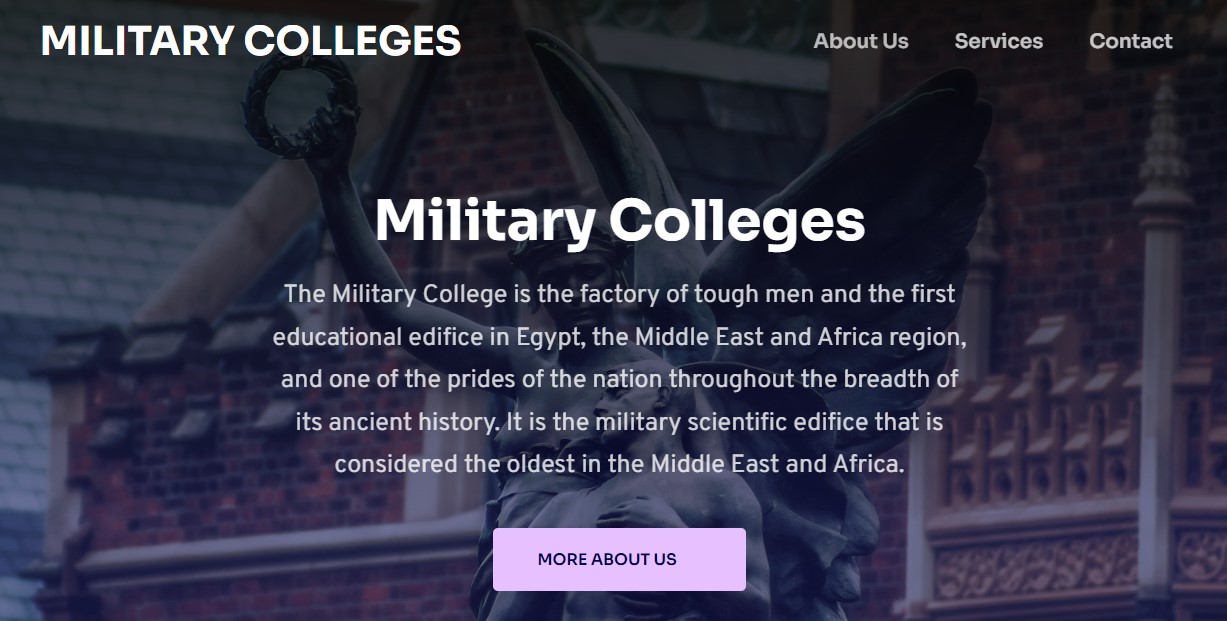 MILITARY COLLEGES
About Us
Services
Contact
Military Colleges
The Military College is the factory of tough men and the first
educational edifice in Egypt, the Middle East and Africa region,
and one of the prides of the nation throughout the breadth of
its ancient history. It is the military scientific edifice that is
considered the oldest in the Middle East and Africa.
MORE ABOUT US